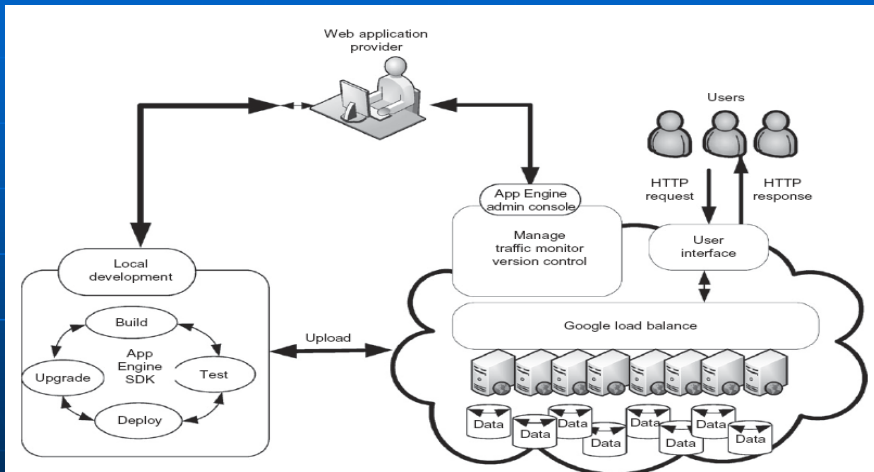 Web application
provider
Users
HTTP
request
HTTP
response
App Engine
admin console
Manage
traffic monitor
version control
User
interface
Local
development
Build
App
Engine
SDK
Upgrade
Test
Deploy
Upload
Google load balance
Data
Data
Data
Data
Data
Data
Data
Data